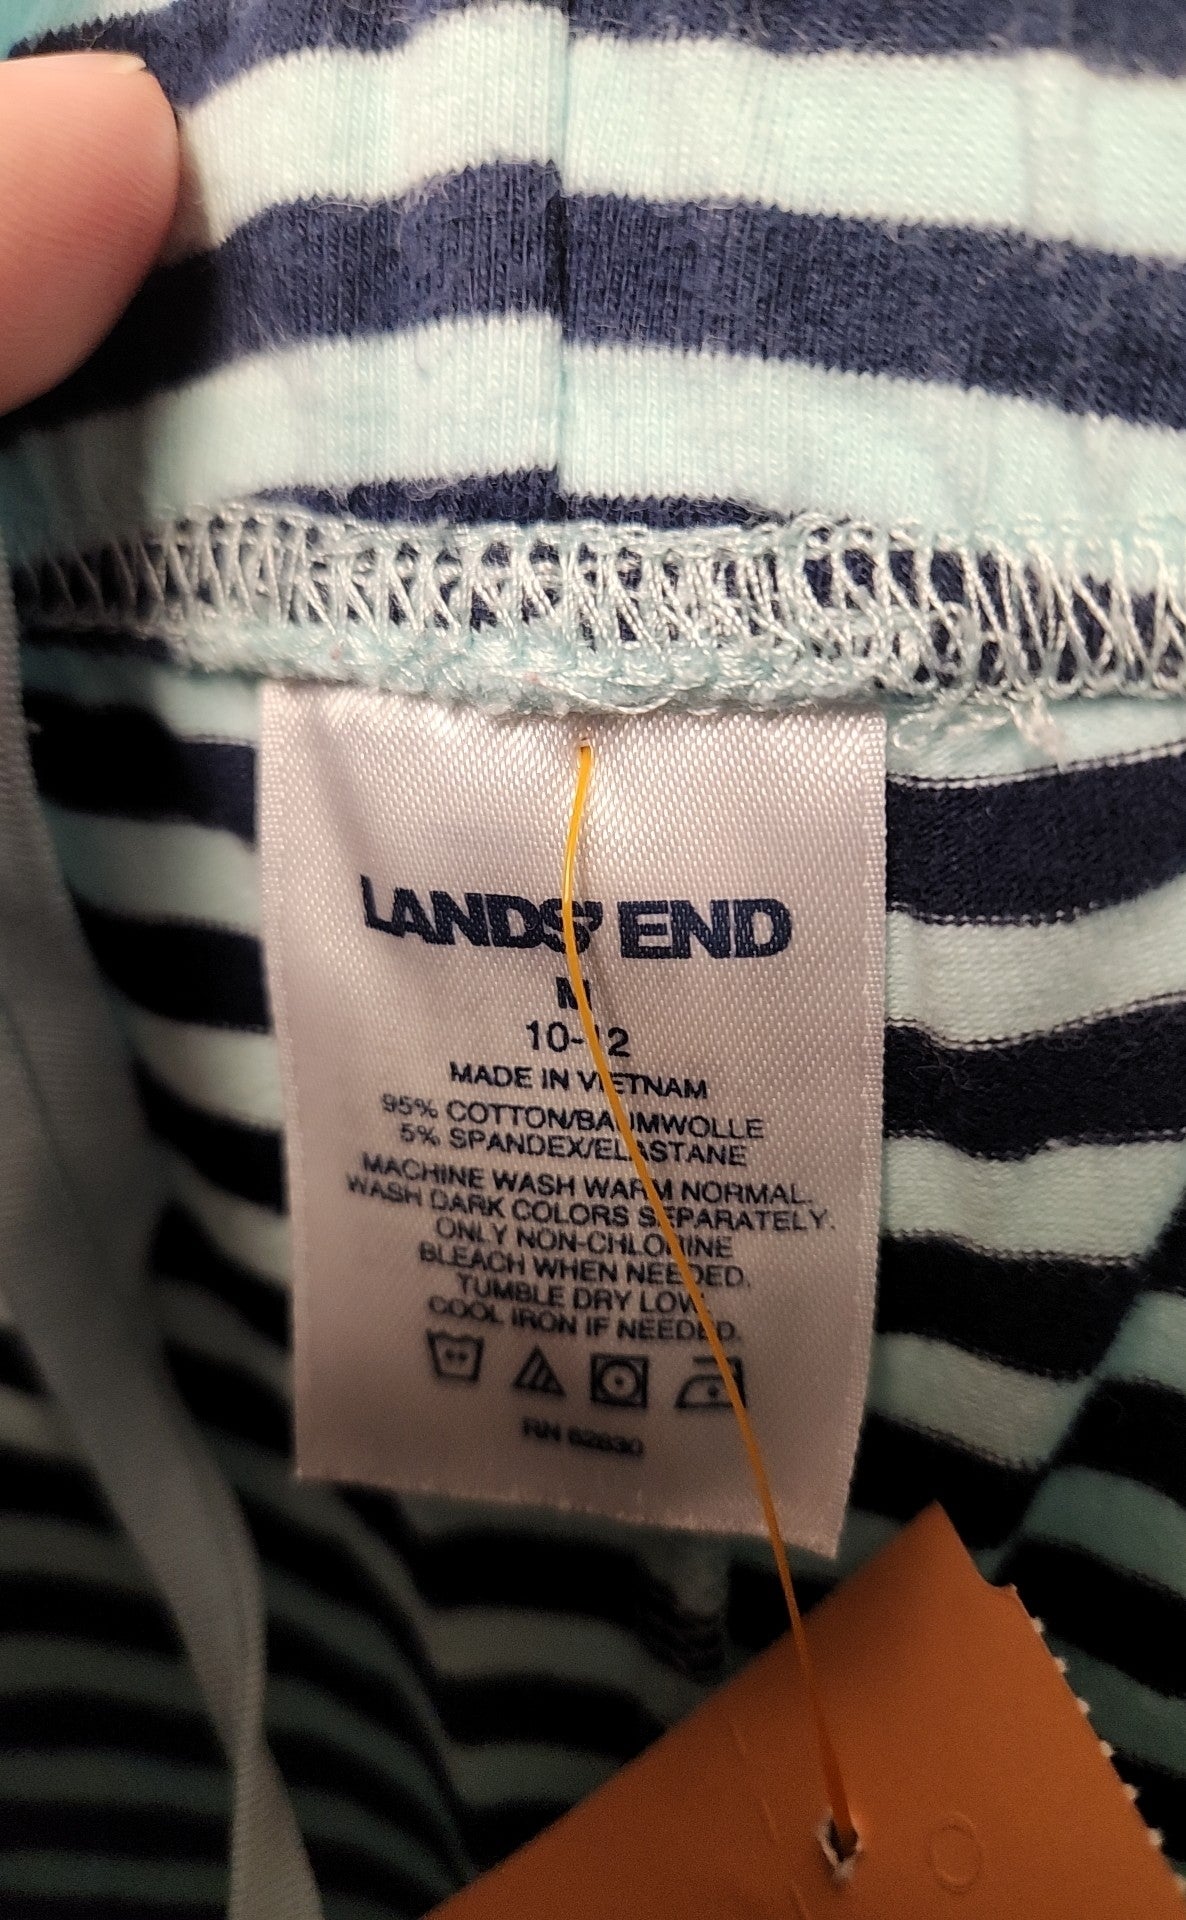 LANDS' END
M
10-12
MADE IN VIETNAM
95% COTTON/BAUMWOLLE
5% SPANDEX/ELASTANE
MACHINE WASH WARM NORMAL.
WASH DARK COLORS SEPARATELY.
ONLY NON-CHLORINE
BLEACH WHEN NEEDED.
TUMBLE DRY LOW.
COOL IRON IF NEEDED.
RN 62830